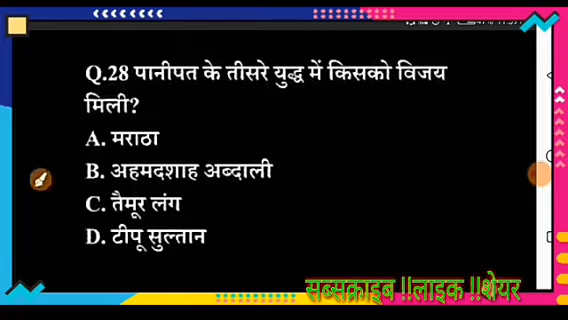 Q.28 पानीपत के तीसरे युद्ध में किसको विजय
मिली?
A. मराठा
B. अहमदशाह अब्दाली
C. तैमूर लंग
D. टीपू सुल्तान
सब्सक्राइब !!लाइक !!शेयर